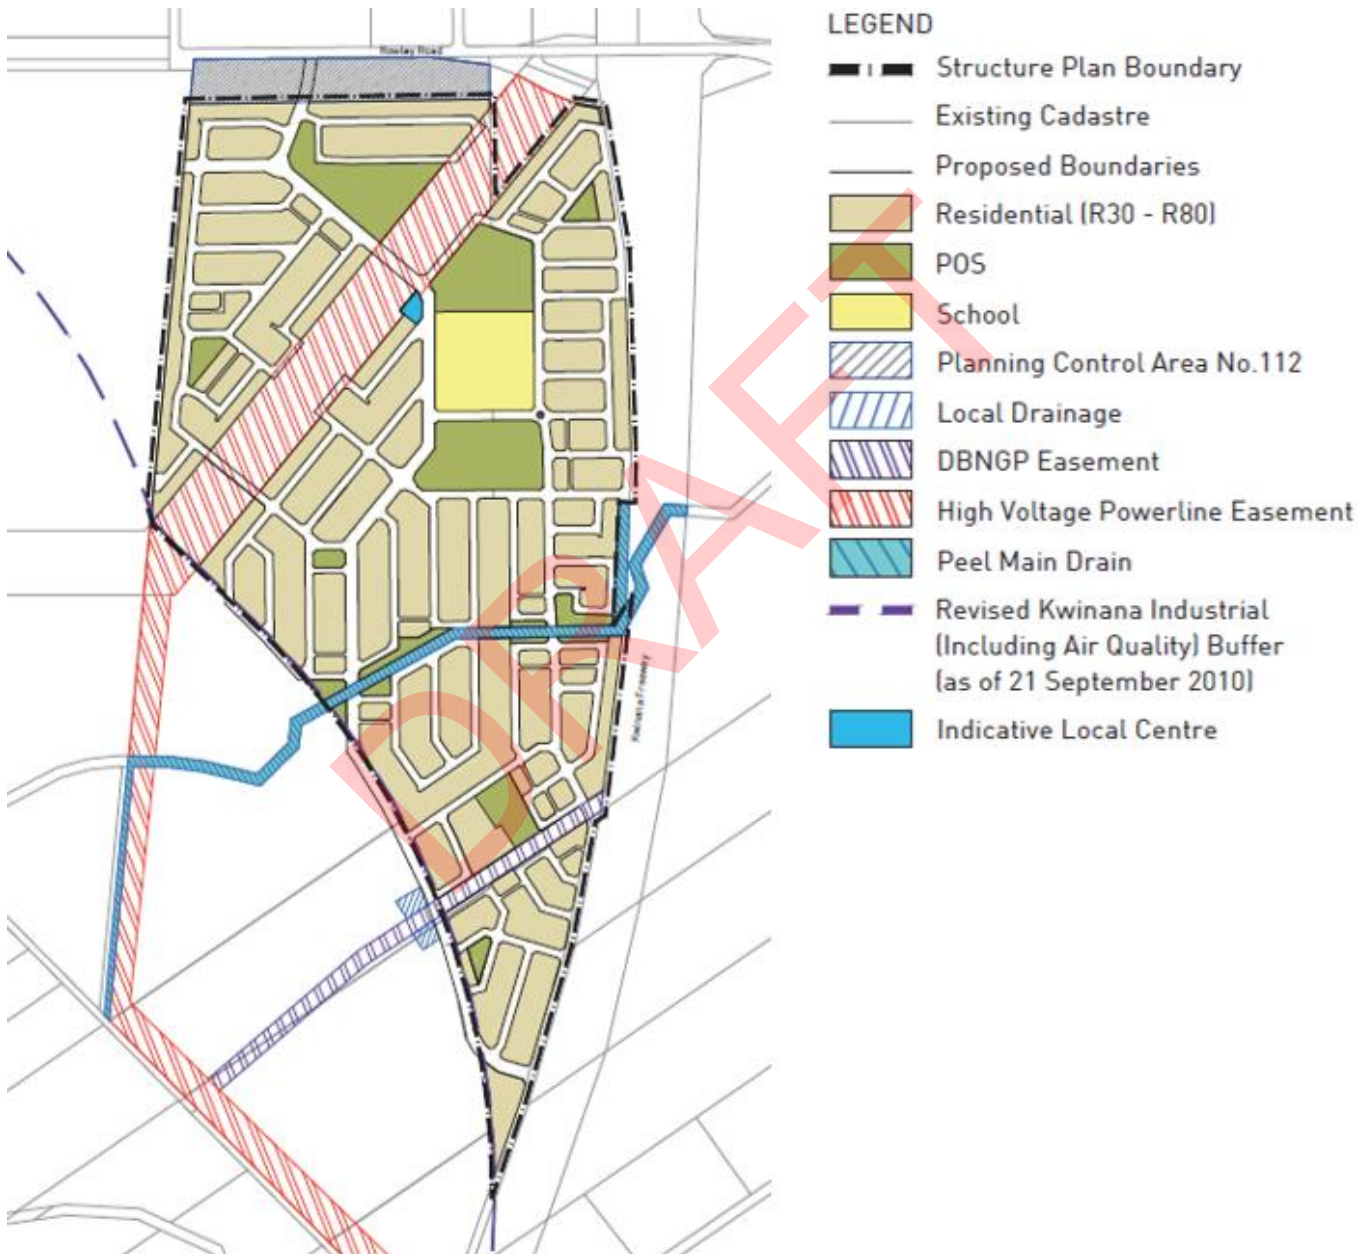 LEGEND
Structure Plan Boundary
Existing Cadastre
Proposed Boundaries
Residential (R30 - R80)
POS
School
Planning Control Area No.112
Local Drainage
DBNGP Easement
High Voltage Powerline Easement
Peel Main Drain
Revised Kwinana Industrial
(Including Air Quality) Buffer
(as of 21 September 2010)
Indicative Local Centre
Rowley Road
Kwinana Freeway
DRAFT